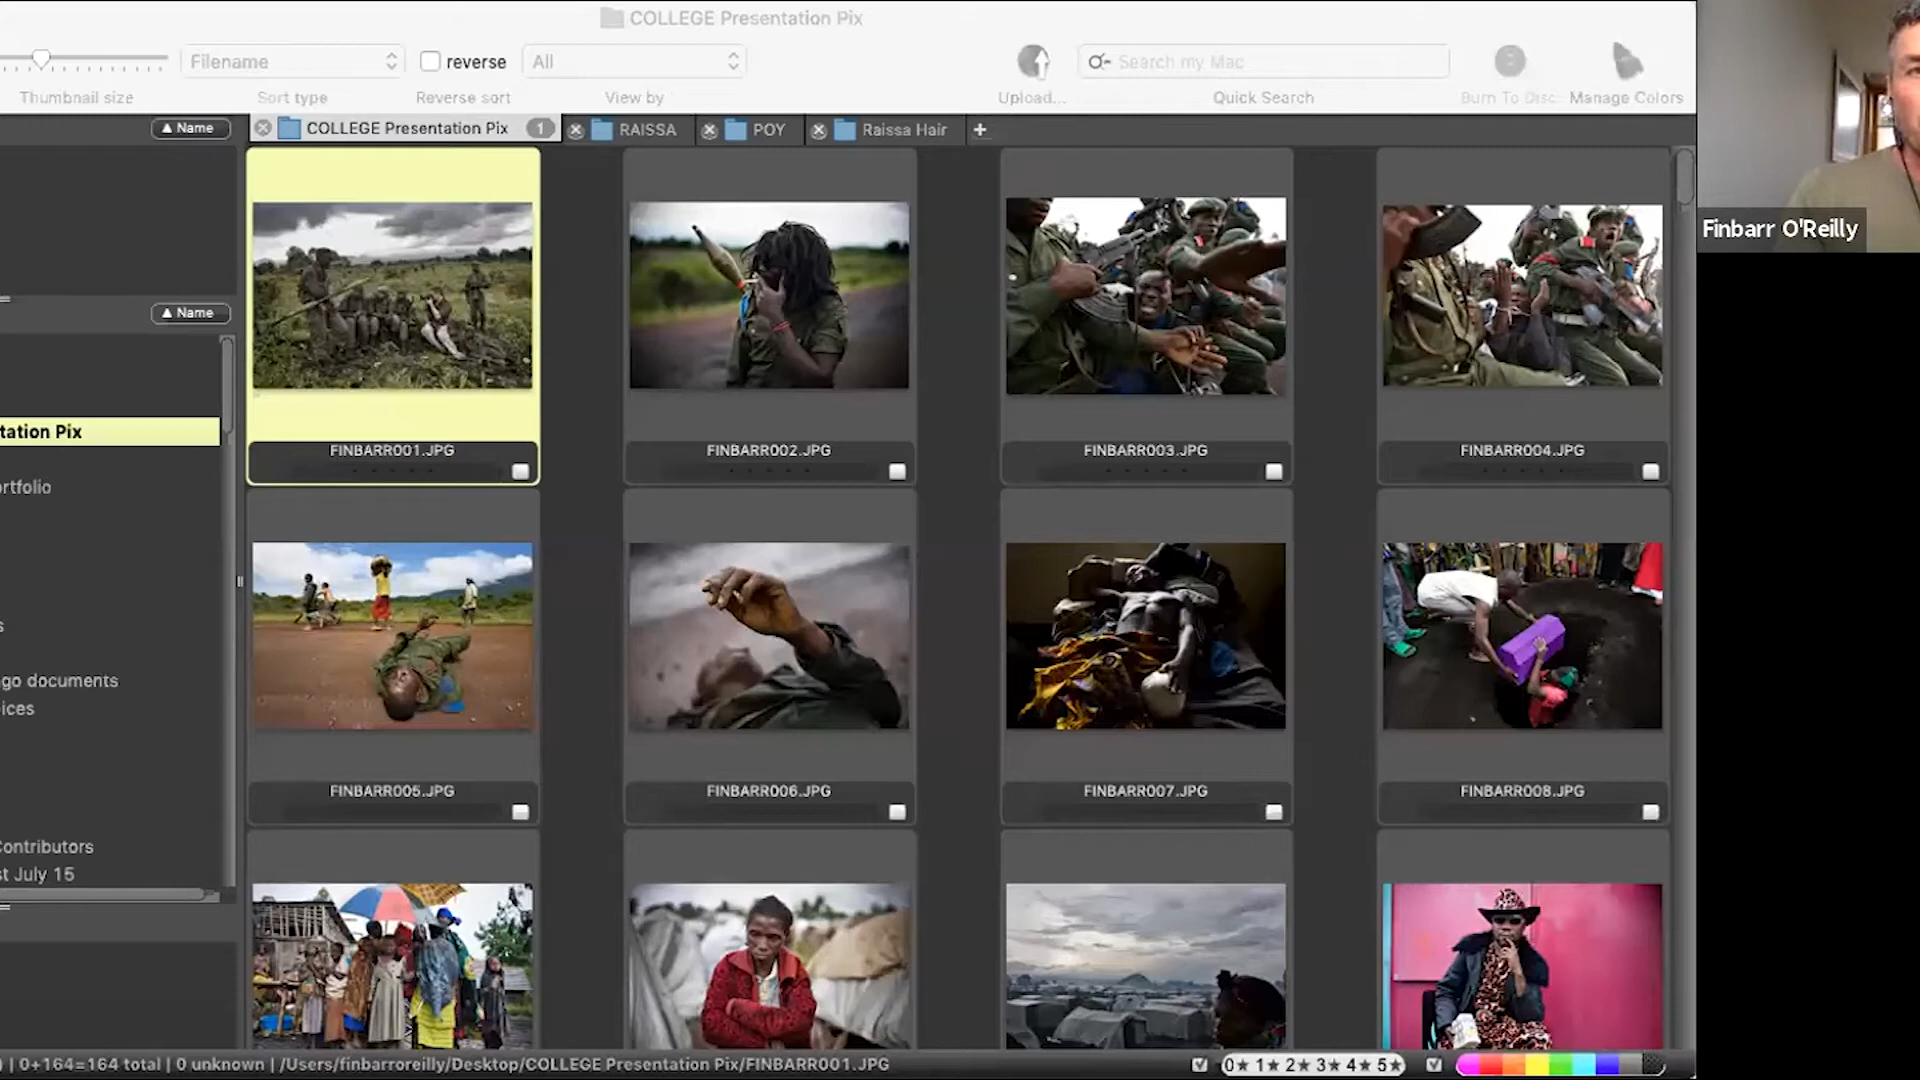 COLLEGE Presentation Pix
Filename
reverse
All
Search my Mac
Thumbnail size
Sort type
Reverse sort
View by
Upload...
Quick Search
Burn To Disc
Manage Colors
▲ Name
COLLEGE Presentation Pix 1
RAISSA
POY
Raissa Hair
+
Finbarr O'Reilly
▲ Name
tation Pix
ortfolio
s
go documents
ices
Contributors
st July 15
FINBARR001.JPG
FINBARR002.JPG
FINBARR003.JPG
FINBARR004.JPG
FINBARR005.JPG
FINBARR006.JPG
FINBARR007.JPG
FINBARR008.JPG
) | 0+164=164 total | 0 unknown | /Users/finbarroreilly/Desktop/COLLEGE Presentation Pix/FINBARR001.JPG
0★ 1★ 2★ 3★ 4★ 5★